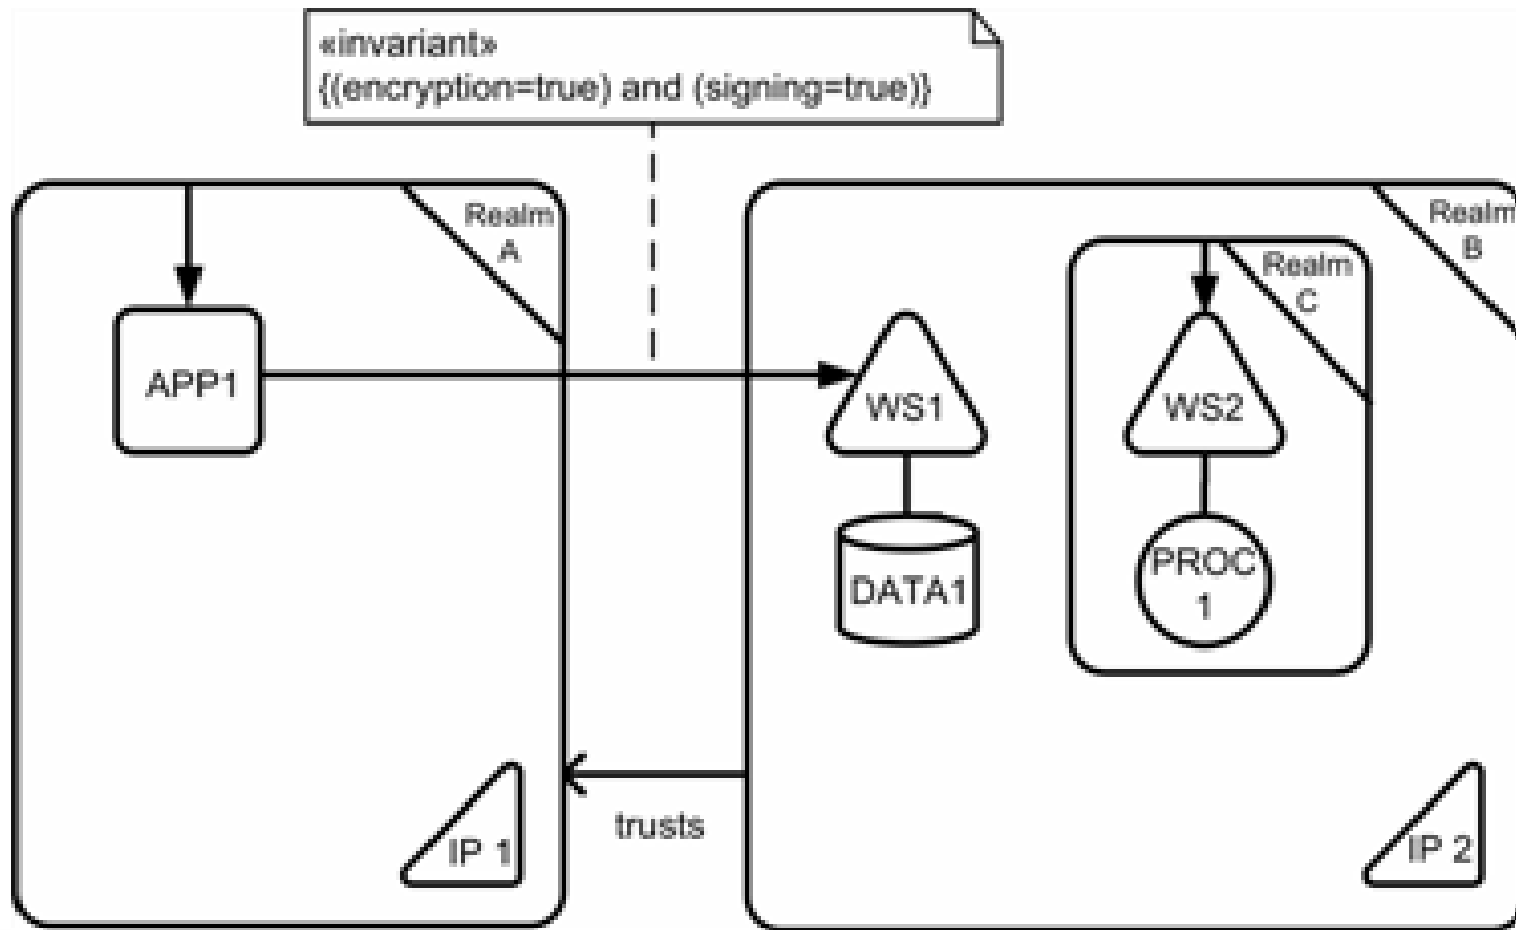 «invariant»
{(encryption=true) and (signing=true)}
Realm
A
Realm
B
Realm
C
APP1
WS1
WS2
DATA1
PROC
1
trusts
IP 1
IP 2